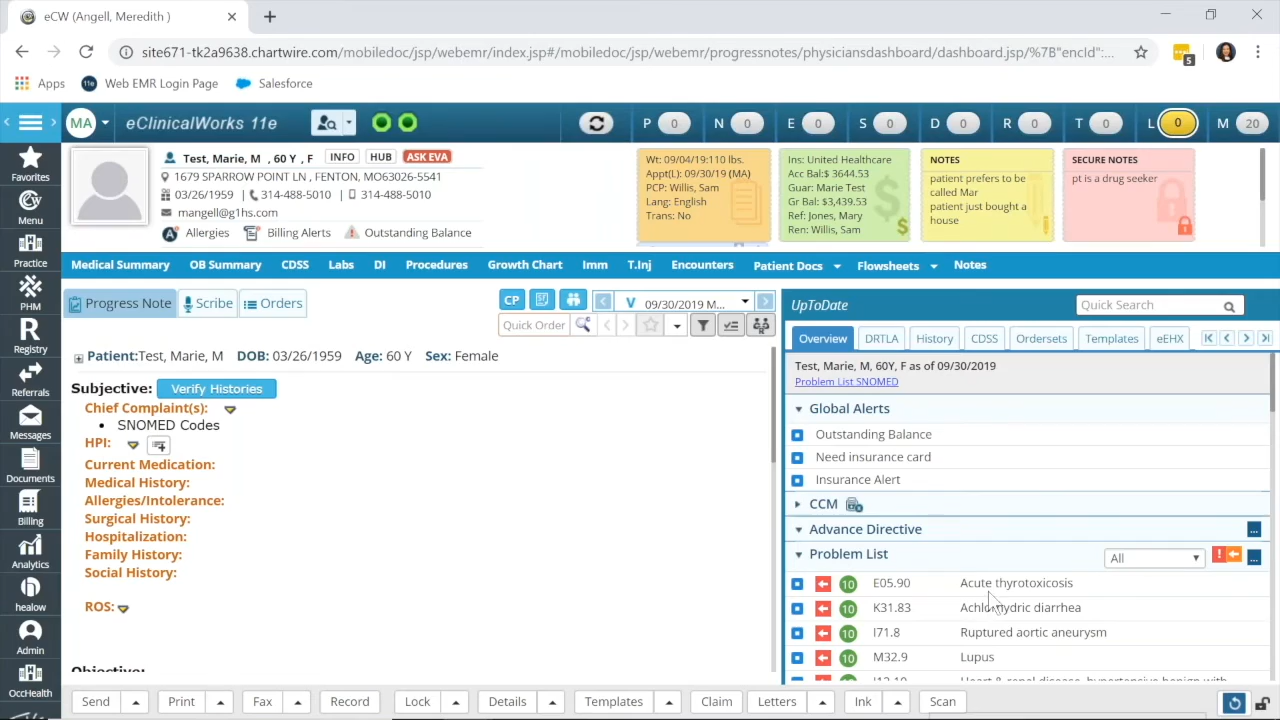 eCW (Angell, Meredith )
site671-tk2a9638.chartwire.com/mobiledoc/jsp/webemr/index.jsp#/mobiledoc/jsp/webemr/progressnotes/physiciansdashboard/dashboard.jsp/%7B"encId":...
5
Apps
11e Web EMR Login Page
Salesforce
MA
eClinicalWorks 11e
P 0 N 0 E 0 S 0 D 0 R 0 T 0 L 0 M 20
Favorites
Menu
Practice
PHM
Registry
Referrals
Messages
Documents
Billing
Analytics
healow
Admin
OccHealth
Test, Marie, M , 60 Y , F INFO HUB ASK EVA
1679 SPARROW POINT LN , FENTON, MO63026-5541
03/26/1959 314-488-5010 314-488-5010
mangell@g1hs.com
Allergies Billing Alerts Outstanding Balance
Wt: 09/04/19:110 lbs.
Appt(L): 09/30/19 (MA)
PCP: Willis, Sam
Lang: English
Trans: No
Ins: United Healthcare
Acc Bal:$ 3644.53
Guar: Marie Test
Gr Bal: $3,439.53
Ref: Jones, Mary
Ren: Willis, Sam
NOTES
patient prefers to be
called Mar
patient just bought a
house
SECURE NOTES
pt is a drug seeker
Medical Summary OB Summary CDSS Labs DI Procedures Growth Chart Imm T.Inj Encounters Patient Docs Flowsheets Notes
Progress Note Scribe Orders
CP V 09/30/2019 M...
Quick Order
Patient:Test, Marie, M DOB: 03/26/1959 Age: 60 Y Sex: Female
Subjective: Verify Histories
Chief Complaint(s):
• SNOMED Codes
HPI:
Current Medication:
Medical History:
Allergies/Intolerance:
Surgical History:
Hospitalization:
Family History:
Social History:
ROS:
Objective:
UpToDate Quick Search
Overview DRTLA History CDSS Ordersets Templates eEHX
Test, Marie, M, 60Y, F as of 09/30/2019
Problem List SNOMED
Global Alerts
Outstanding Balance
Need insurance card
Insurance Alert
CCM
Advance Directive ...
Problem List All ! ...
10 E05.90 Acute thyrotoxicosis
10 K31.83 Achlorhydric diarrhea
10 I71.8 Ruptured aortic aneurysm
10 M32.9 Lupus
Heart & renal disease, hypertensive benign with
Send Print Fax Record Lock Details Templates Claim Letters Ink Scan